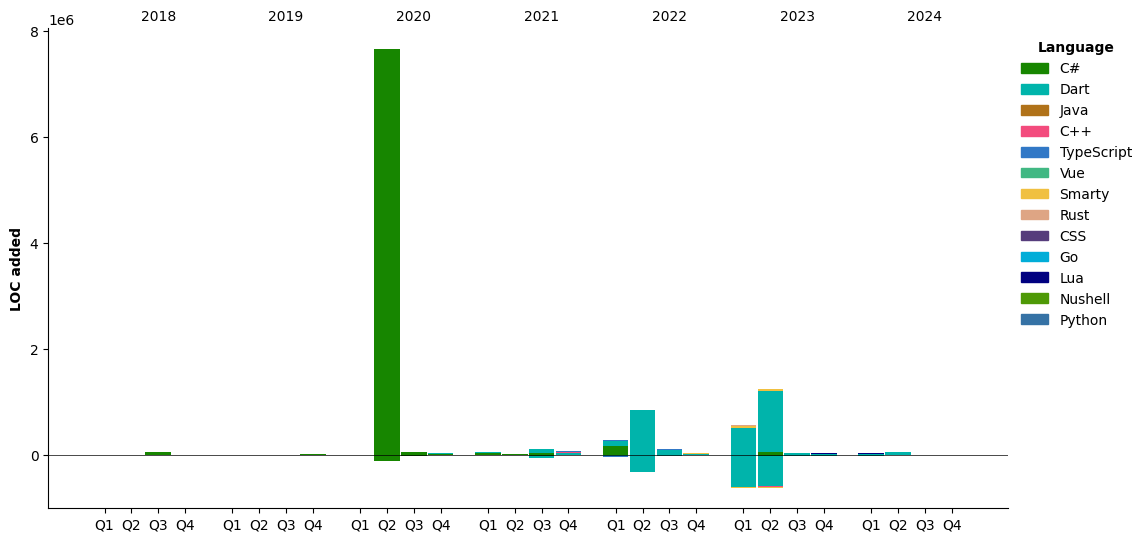 1e6
2018 2019 2020 2021 2022 2023 2024
8
6
4
2
0
LOC added
Q1 Q2 Q3 Q4 Q1 Q2 Q3 Q4 Q1 Q2 Q3 Q4 Q1 Q2 Q3 Q4 Q1 Q2 Q3 Q4 Q1 Q2 Q3 Q4 Q1 Q2 Q3 Q4
Language
C#
Dart
Java
C++
TypeScript
Vue
Smarty
Rust
CSS
Go
Lua
Nushell
Python